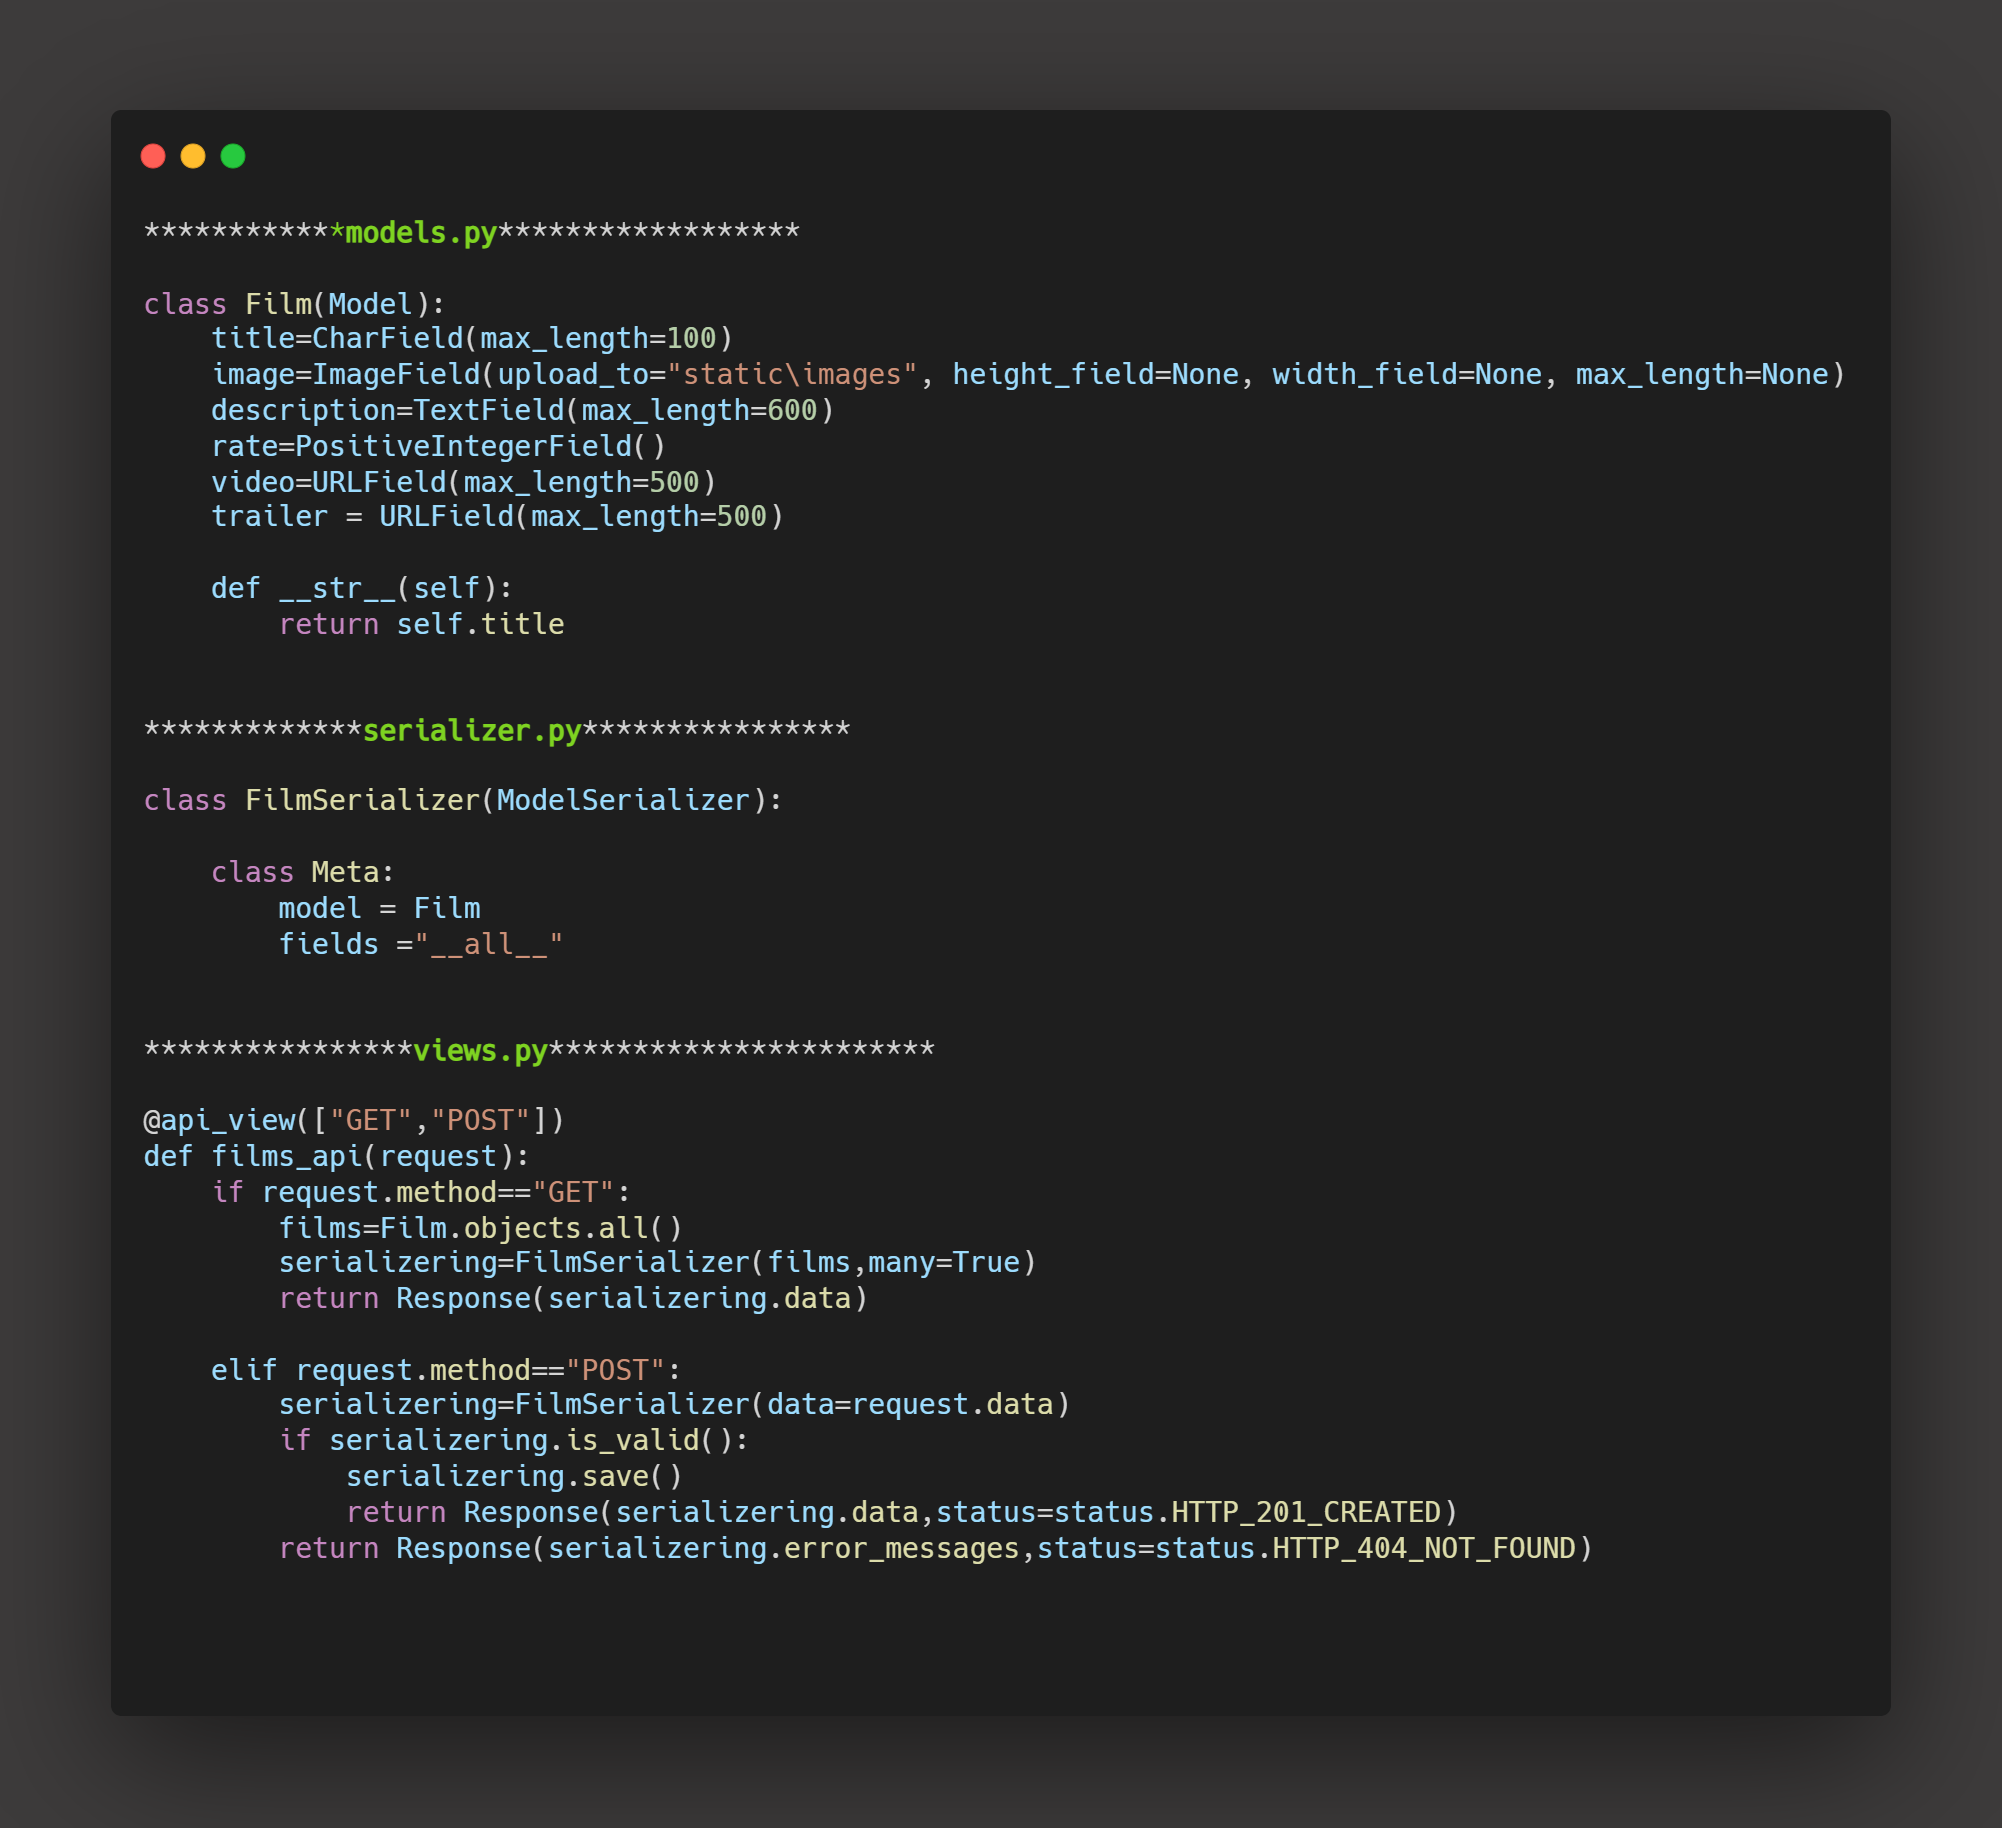 ************models.py******************
class Film(Model):
    title=CharField(max_length=100)
    image=ImageField(upload_to="static\images", height_field=None, width_field=None, max_length=None)
    description=TextField(max_length=600)
    rate=PositiveIntegerField()
    video=URLField(max_length=500)
    trailer = URLField(max_length=500)
    def __str__(self):
        return self.title
*************serializer.py****************
class FilmSerializer(ModelSerializer):
    class Meta:
        model = Film
        fields ="__all__"
****************views.py***********************
@api_view(["GET","POST"])
def films_api(request):
    if request.method=="GET":
        films=Film.objects.all()
        serializering=FilmSerializer(films,many=True)
        return Response(serializering.data)
    elif request.method=="POST":
        serializering=FilmSerializer(data=request.data)
        if serializering.is_valid():
            serializering.save()
            return Response(serializering.data,status=status.HTTP_201_CREATED)
        return Response(serializering.error_messages,status=status.HTTP_404_NOT_FOUND)